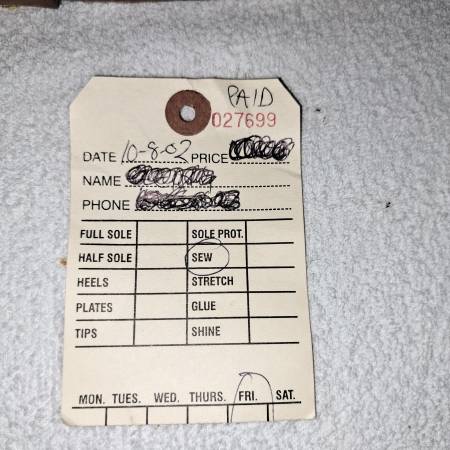 PAID
027699
DATE 10-8-02 PRICE
NAME
PHONE
FULL SOLE SOLE PROT.
HALF SOLE SEW
HEELS STRETCH
PLATES GLUE
TIPS SHINE
MON. TUES. WED. THURS. FRI. SAT.